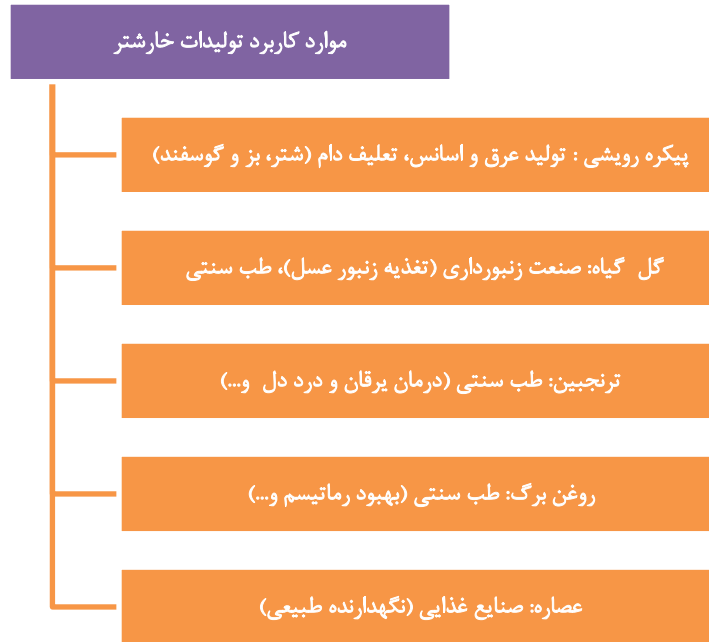 موارد کاربرد تولیدات خارشتر
پیکره رویشی : تولید عرق و اسانس، تعلیف دام (شتر، بز و گوسفند)
گل گیاه: صنعت زنبورداری (تغذیه زنبور عسل)، طب سنتی
ترنجبین: طب سنتی (درمان یرقان و درد دل و...)
روغن برگ: طب سنتی (بهبود رماتیسم و...)
عصاره: صنایع غذایی (نگهدارنده طبیعی)